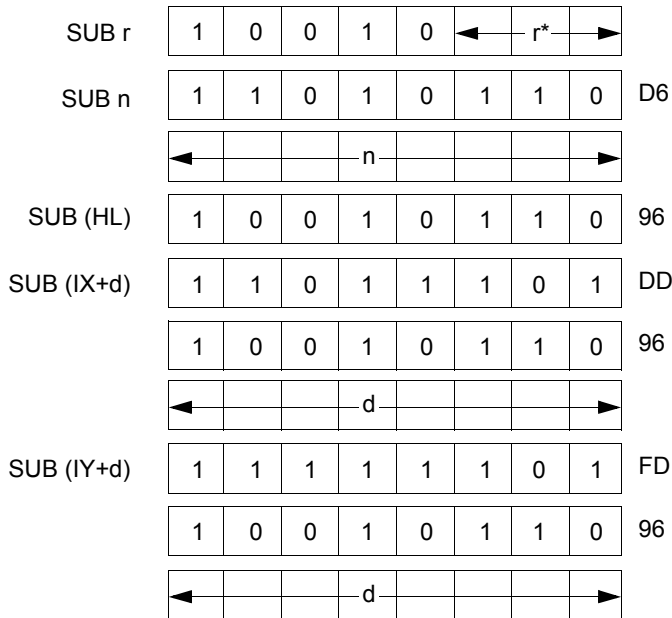 SUB r 1 0 0 1 0 r*
SUB n 1 1 0 1 0 1 1 0 D6
n
SUB (HL) 1 0 0 1 0 1 1 0 96
SUB (IX+d) 1 1 0 1 1 1 0 1 DD
1 0 0 1 0 1 1 0 96
d
SUB (IY+d) 1 1 1 1 1 1 0 1 FD
1 0 0 1 0 1 1 0 96
d